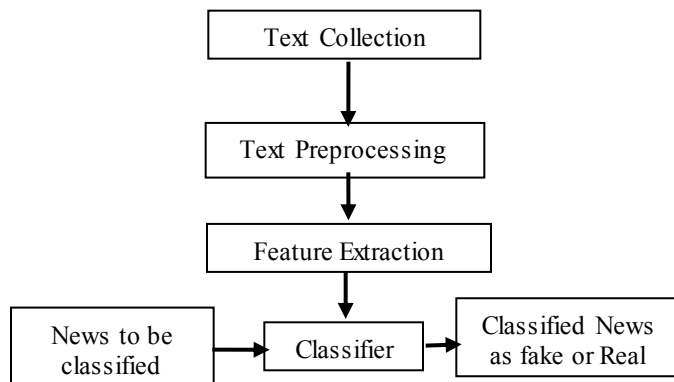 Text Collection
Text Preprocessing
Feature Extraction
News to be
classified
Classifier
Classified News
as fake or Real